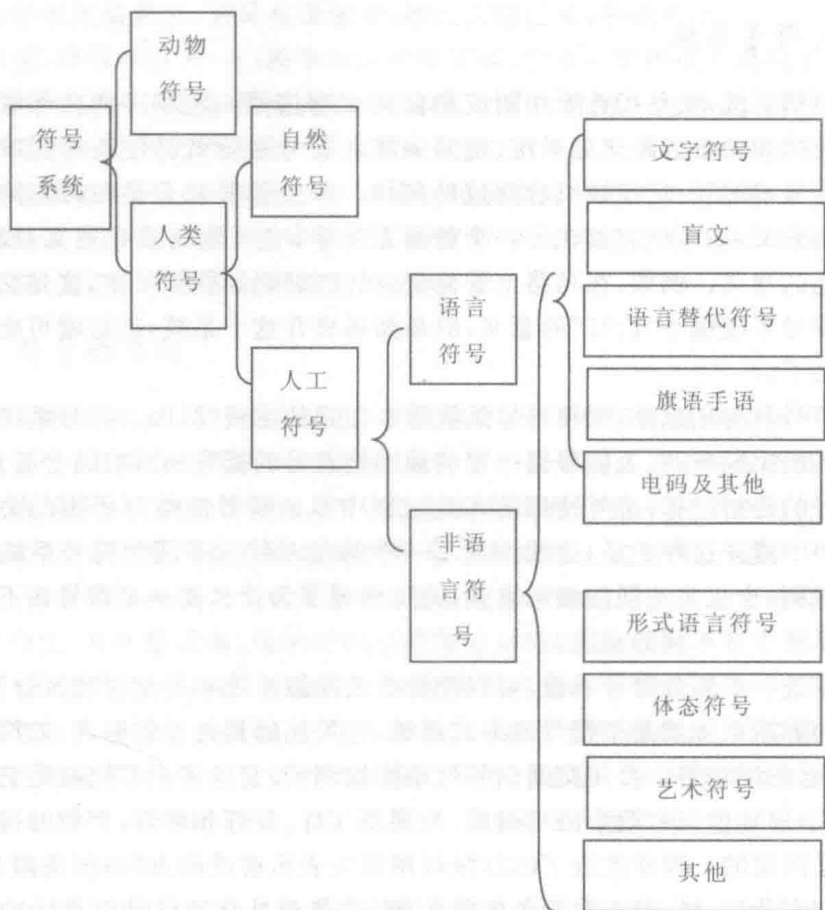 符号
系统
动物
符号
人类
符号
自然
符号
人工
符号
语言
符号
非语
言符
号
文字符号
盲文
语言替代符号
旗语手语
电码及其他
形式语言符号
体态符号
艺术符号
其他